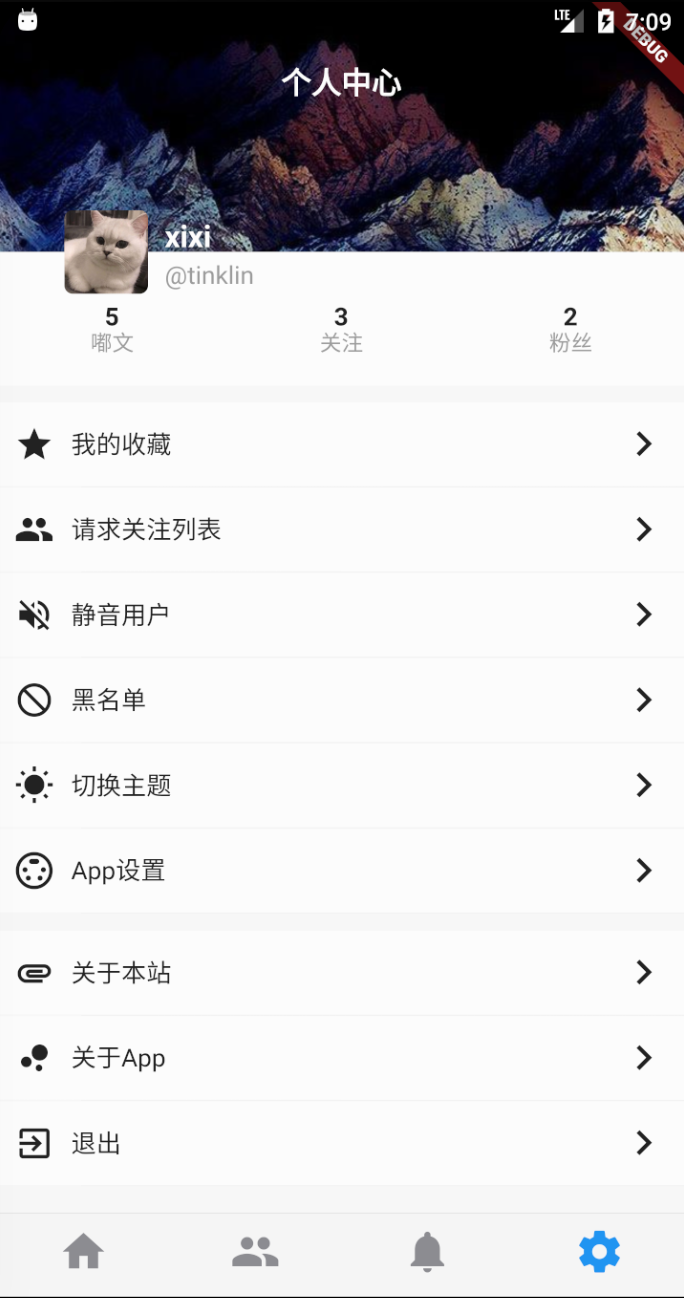 LTE
7:09
DEBUG
个人中心
xixi
@tinklin
5 3 2
嘟文 关注 粉丝
我的收藏
请求关注列表
静音用户
黑名单
切换主题
App设置
关于本站
关于App
退出